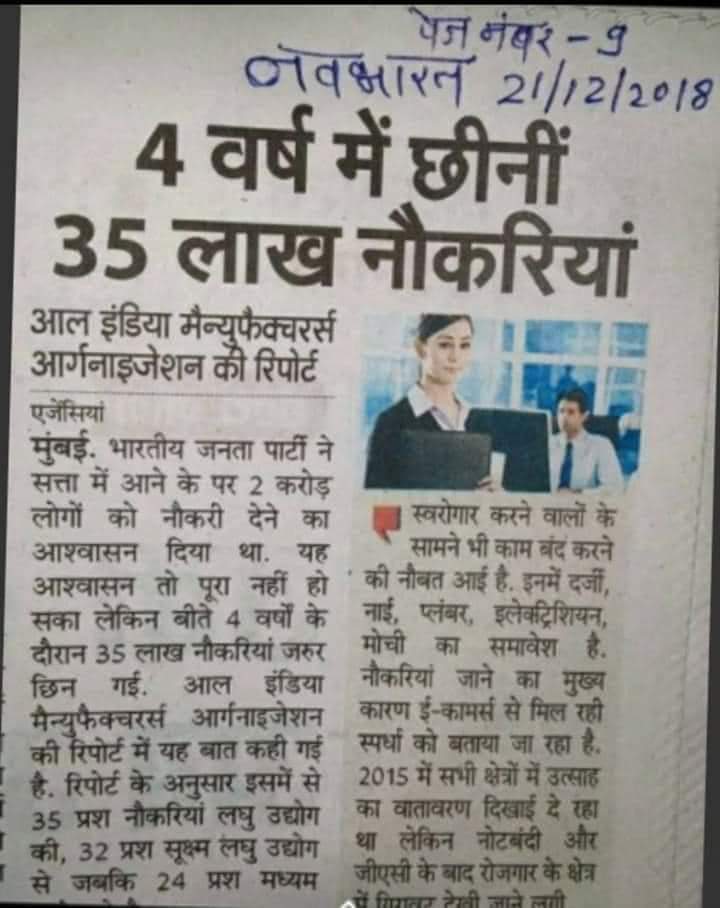 पेज नंबर - 9
नवभारत 21/12/2018
4 वर्ष में छीनीं
35 लाख नौकरियां
आल इंडिया मैन्युफैक्चरर्स
आर्गनाइजेशन की रिपोर्ट
एजेंसियां
मुंबई. भारतीय जनता पार्टी ने
सत्ता में आने के पर 2 करोड़
लोगों को नौकरी देने का
आश्वासन दिया था. यह
आश्वासन तो पूरा नहीं हो
सका लेकिन बीते 4 वर्षों के
दौरान 35 लाख नौकरियां जरुर
छिन गई. आल इंडिया
मैन्युफैक्चरर्स आर्गनाइजेशन
की रिपोर्ट में यह बात कही गई
है. रिपोर्ट के अनुसार इसमें से
35 प्रश नौकरियां लघु उद्योग
की, 32 प्रश सूक्ष्म लघु उद्योग
से जबकि 24 प्रश मध्यम
स्वरोगार करने वालों के
सामने भी काम बंद करने
की नौबत आई है. इनमें दर्जी,
नाई, प्लंबर, इलेकट्रिशियन,
मोची का समावेश है.
नौकरियां जाने का मुख्य
कारण ई-कामर्स से मिल रही
स्पर्धा को बताया जा रहा है.
2015 में सभी क्षेत्रों में उत्साह
का वातावरण दिखाई दे रहा
था लेकिन नोटबंदी और
जीएसी के बाद रोजगार के क्षेत्र
में गिरावट देखी जाने लगी